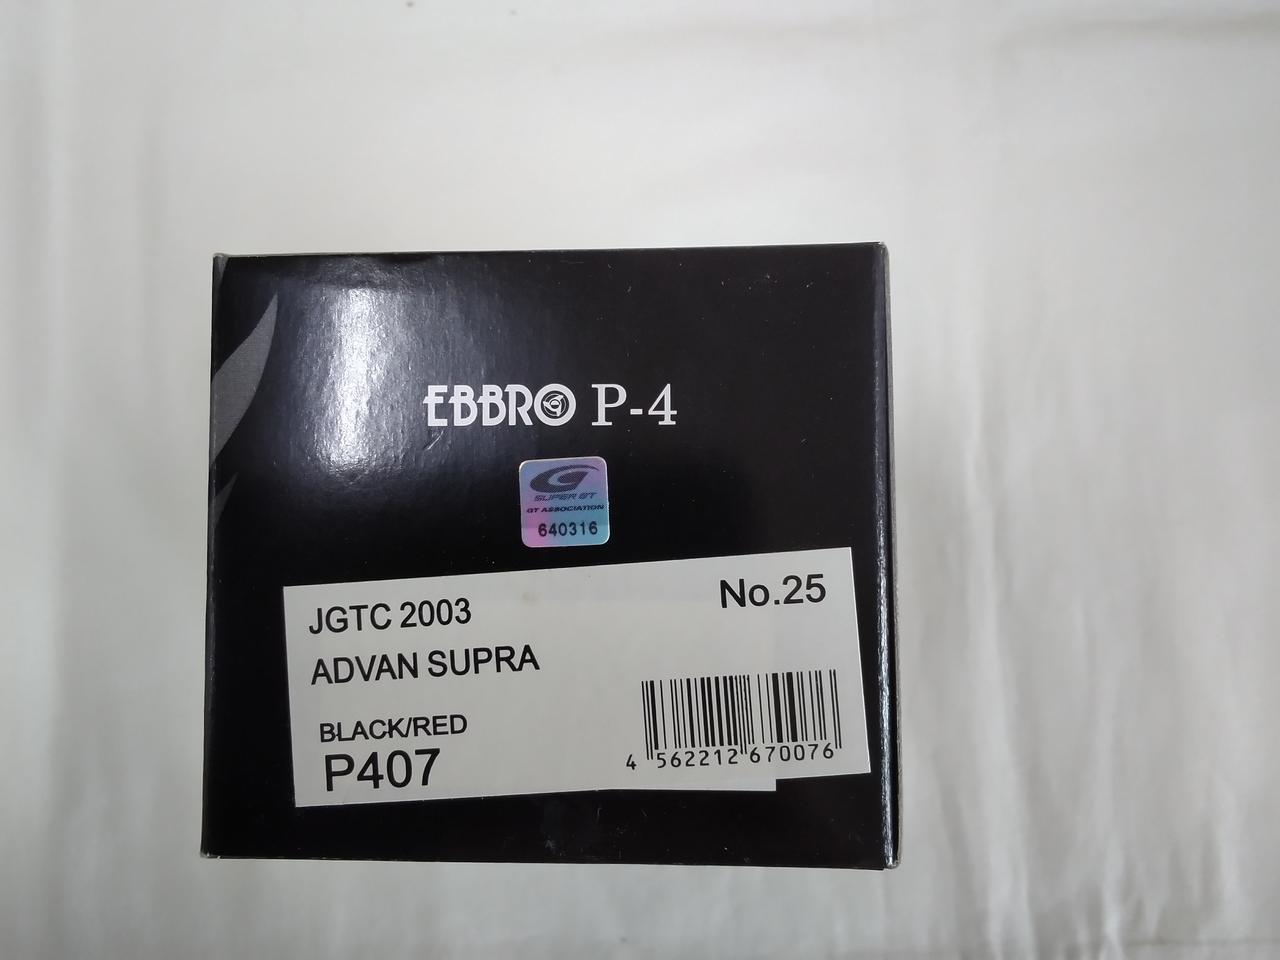 EBBRO P-4
SUPER GT
GT ASSOCIATION
640316
JGTC 2003
No.25
ADVAN SUPRA
BLACK/RED
P407
4 562212 670076